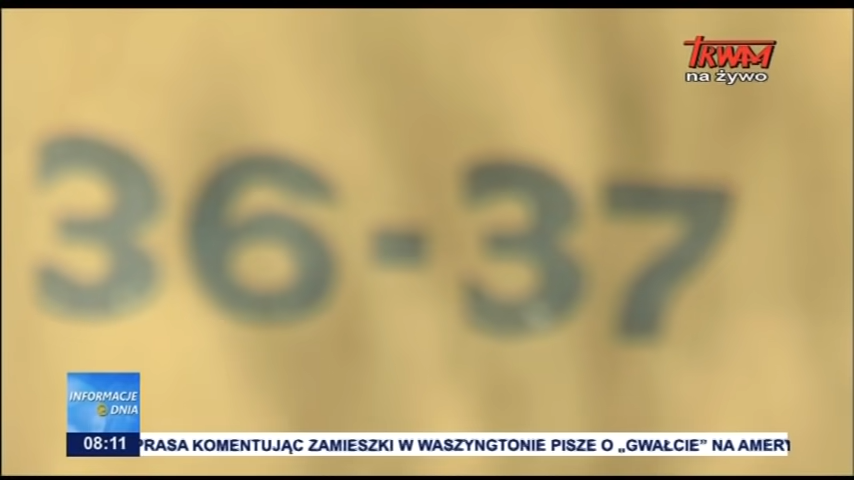 TRWAM
na żywo
36-37
INFORMACJE
DNIA
08:11 PRASA KOMENTUJĄC ZAMIESZKI W WASZYNGTONIE PISZE O „GWAŁCIE” NA AMERY